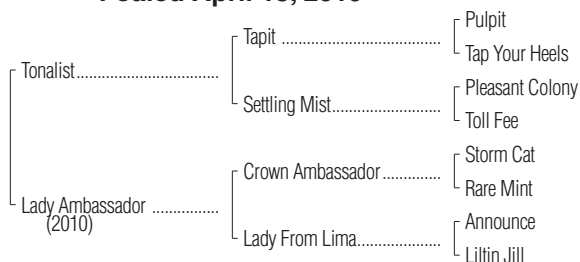 Pulpit
Tapit ........................................
Tap Your Heels
Tonalist....................................
Pleasant Colony
Settling Mist...........................
Toll Fee
Storm Cat
Crown Ambassador ..............
Rare Mint
Lady Ambassador .................
(2010)
Announce
Lady From Lima.....................
Liltin Jill